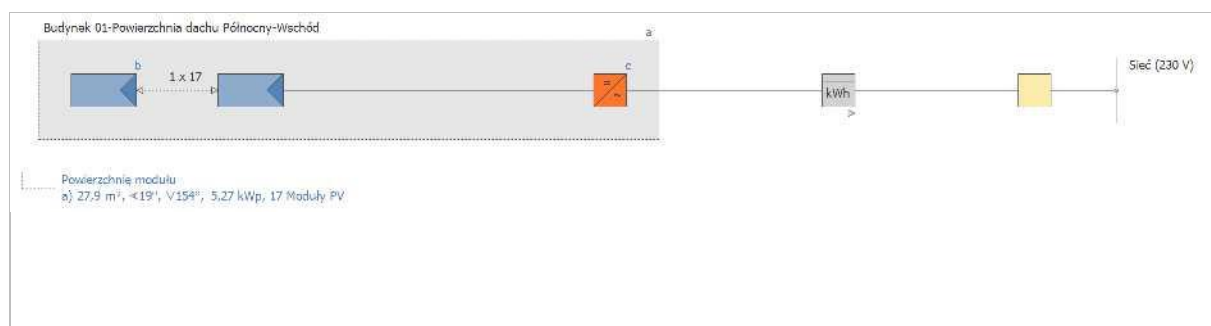 Budynek 01-Powierzchnia dachu Północny-Wschód
a
b
c
1 x 17
=
~
kWh
Sieć (230 V)
Powierzchnię modułu
a) 27,9 m², ∢19°, ∨154°, 5,27 kWp, 17 Moduły PV